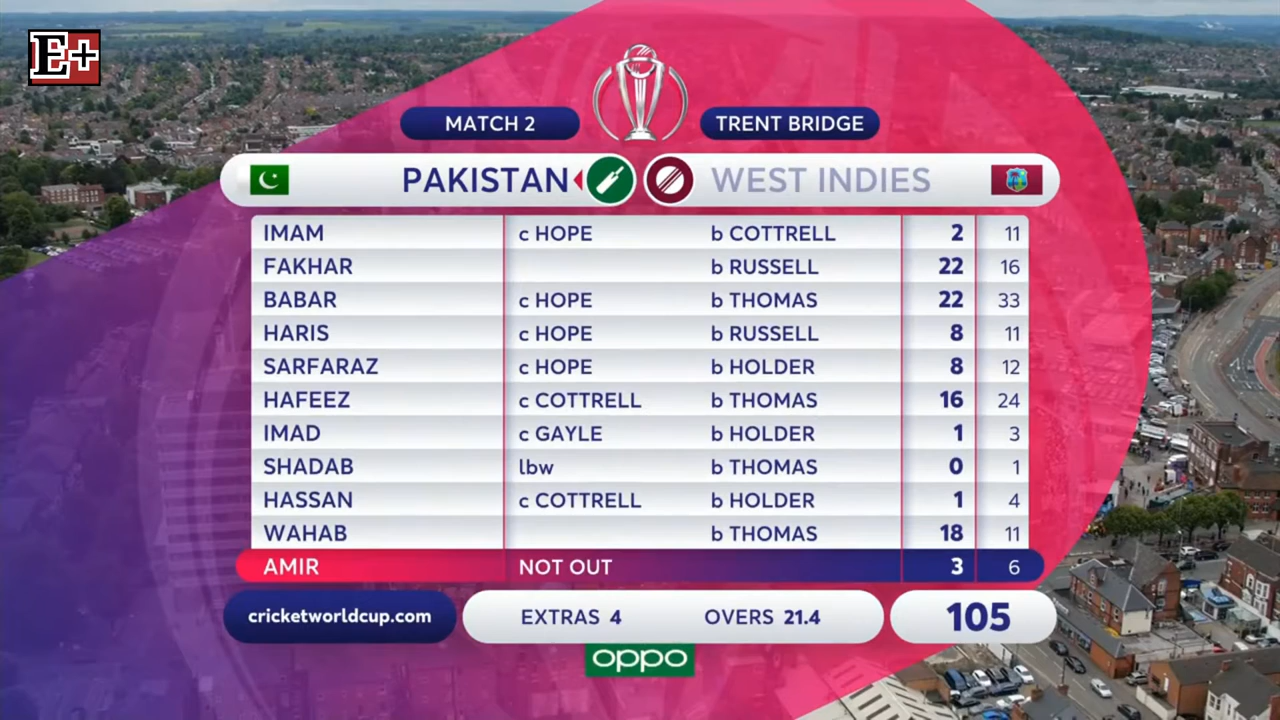 E+
MATCH 2 TRENT BRIDGE
PAKISTAN WEST INDIES
IMAM c HOPE b COTTRELL 2 11
FAKHAR b RUSSELL 22 16
BABAR c HOPE b THOMAS 22 33
HARIS c HOPE b RUSSELL 8 11
SARFARAZ c HOPE b HOLDER 8 12
HAFEEZ c COTTRELL b THOMAS 16 24
IMAD c GAYLE b HOLDER 1 3
SHADAB lbw b THOMAS 0 1
HASSAN c COTTRELL b HOLDER 1 4
WAHAB b THOMAS 18 11
AMIR NOT OUT 3 6
cricketworldcup.com EXTRAS 4 OVERS 21.4 105
oppo